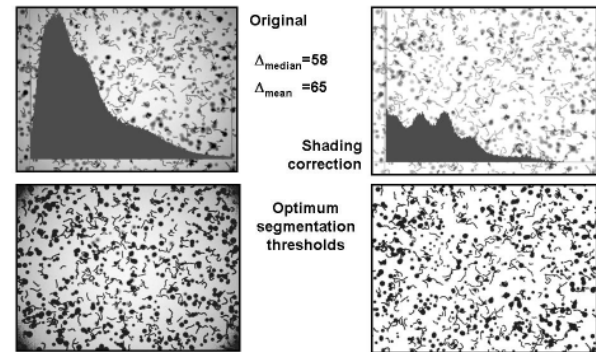 Original
Δmedian=58
Δmean=65
Shading
correction
Optimum
segmentation
thresholds